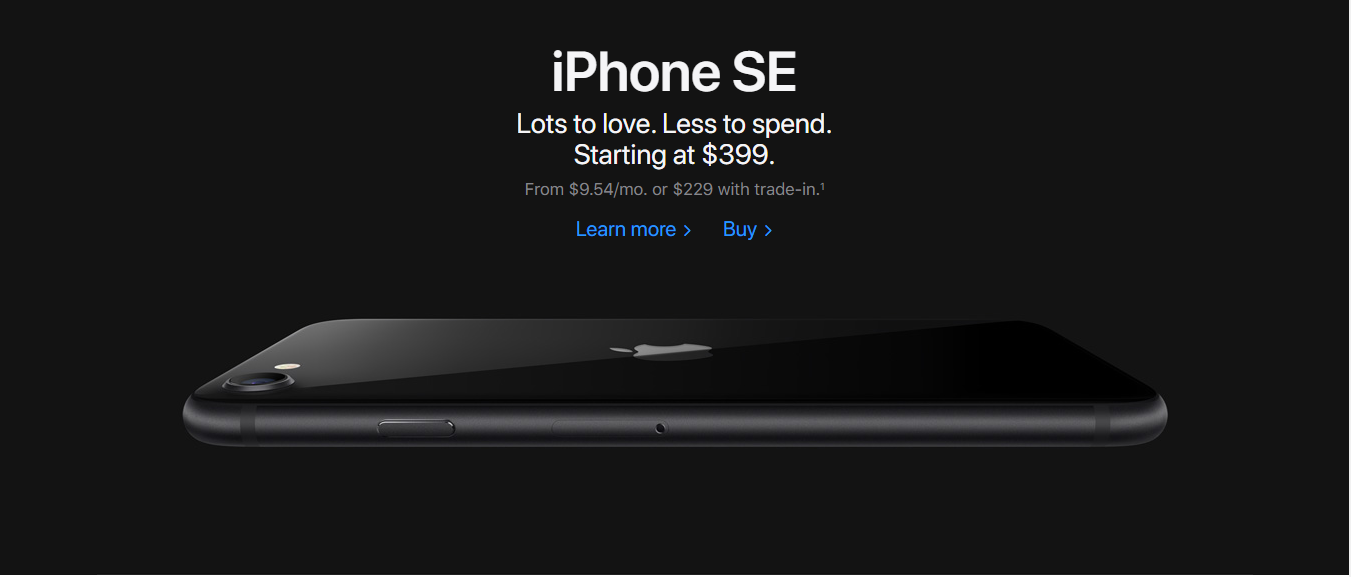 iPhone SE
Lots to love. Less to spend.
Starting at $399.
From $9.54/mo. or $229 with trade-in.¹
Learn more > Buy >